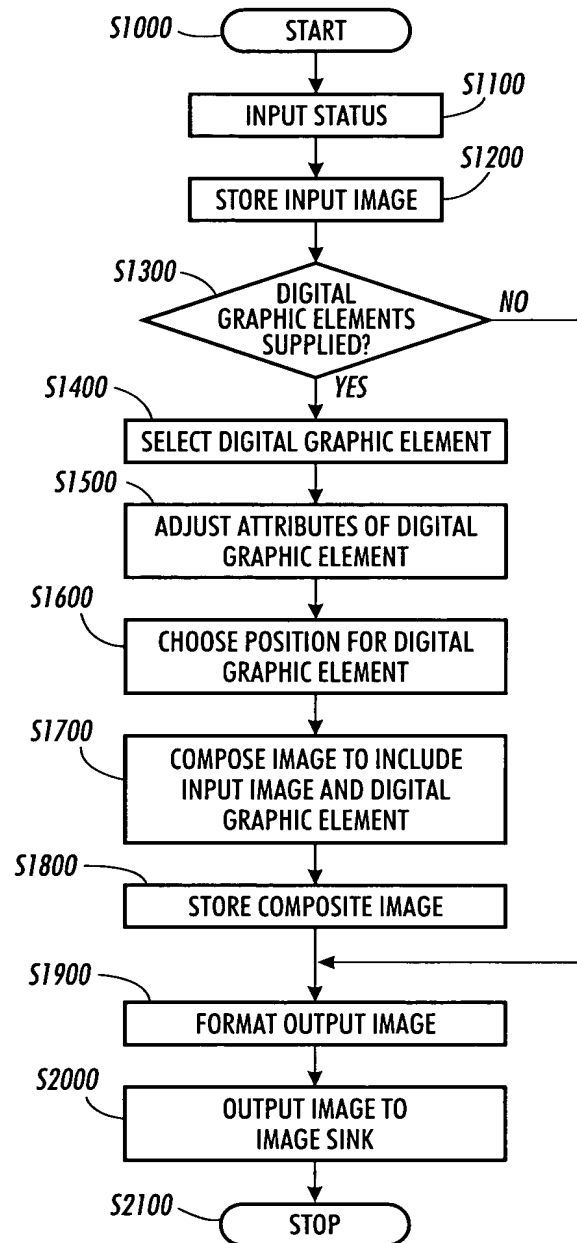 S1000
START
S1100
INPUT STATUS
S1200
STORE INPUT IMAGE
S1300
DIGITAL
GRAPHIC ELEMENTS
SUPPLIED?
NO
YES
S1400
SELECT DIGITAL GRAPHIC ELEMENT
S1500
ADJUST ATTRIBUTES OF DIGITAL
GRAPHIC ELEMENT
S1600
CHOOSE POSITION FOR DIGITAL
GRAPHIC ELEMENT
S1700
COMPOSE IMAGE TO INCLUDE
INPUT IMAGE AND DIGITAL
GRAPHIC ELEMENT
S1800
STORE COMPOSITE IMAGE
S1900
FORMAT OUTPUT IMAGE
S2000
OUTPUT IMAGE TO
IMAGE SINK
S2100
STOP